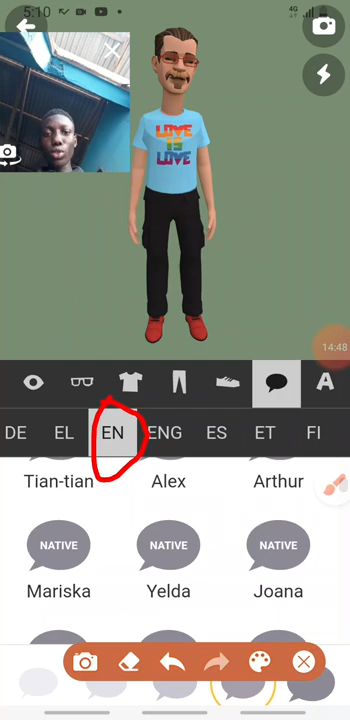 5:10
4G
LOVE
IS
LOVE
14:48
A
DE EL EN ENG ES ET FI
Tian-tian Alex Arthur
NATIVE NATIVE NATIVE
Mariska Yelda Joana